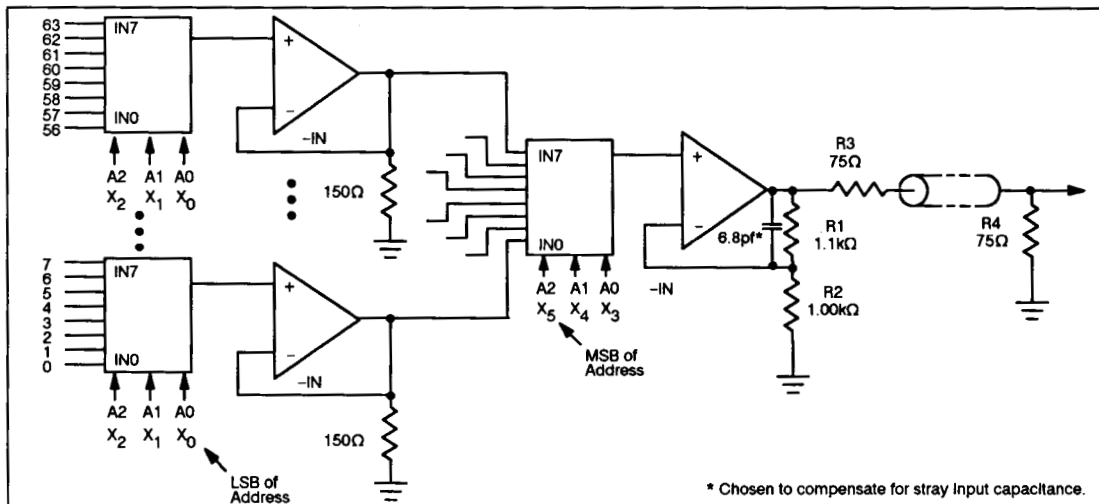 63
62
61
60
59
58
57
56
IN7
IN0
A2
A1
A0
X2
X1
X0
+
−
−IN
150Ω
7
6
5
4
3
2
1
0
IN7
IN0
A2
A1
A0
X2
X1
X0
LSB of
Address
+
−
−IN
150Ω
IN7
IN0
A2
A1
A0
X5
X4
X3
MSB of
Address
+
−
−IN
6.8pf*
R1
1.1kΩ
R2
1.00kΩ
R3
75Ω
R4
75Ω
* Chosen to compensate for stray input capacitance.